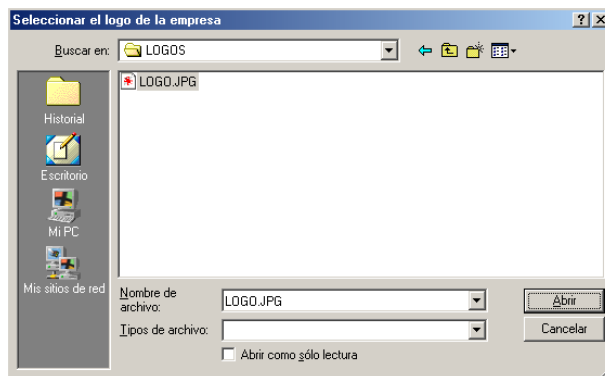 Seleccionar el logo de la empresa
Buscar en:
LOGOS
LOGO.JPG
Historial
Escritorio
Mi PC
Mis sitios de red
Nombre de
archivo:
LOGO.JPG
Abrir
Tipos de archivo:
Cancelar
Abrir como sólo lectura